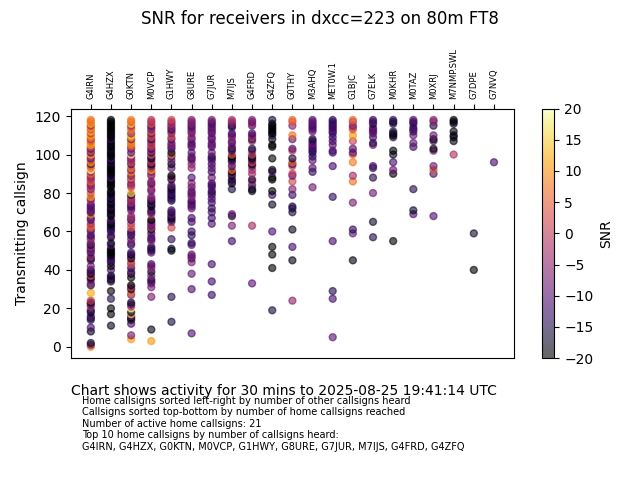 SNR for receivers in dxcc=223 on 80m FT8
G4IRN G4HZX G0KTN M0VCP G1HWY G8URE G7JUR M7IJS G4FRD G4ZFQ G0THY M3AHQ MET0W.1 G1BJC G7ELK M0KHR M0TAZ M0XRJ M7NMP.SWL G7DPE G7NVQ
120
100
80
60
40
20
0
Transmitting callsign
20
15
10
5
0
−5
−10
−15
−20
SNR
Chart shows activity for 30 mins to 2025-08-25 19:41:14 UTC
Home callsigns sorted left-right by number of other callsigns heard
Callsigns sorted top-bottom by number of home callsigns reached
Number of active home callsigns: 21
Top 10 home callsigns by number of callsigns heard:
G4IRN, G4HZX, G0KTN, M0VCP, G1HWY, G8URE, G7JUR, M7IJS, G4FRD, G4ZFQ